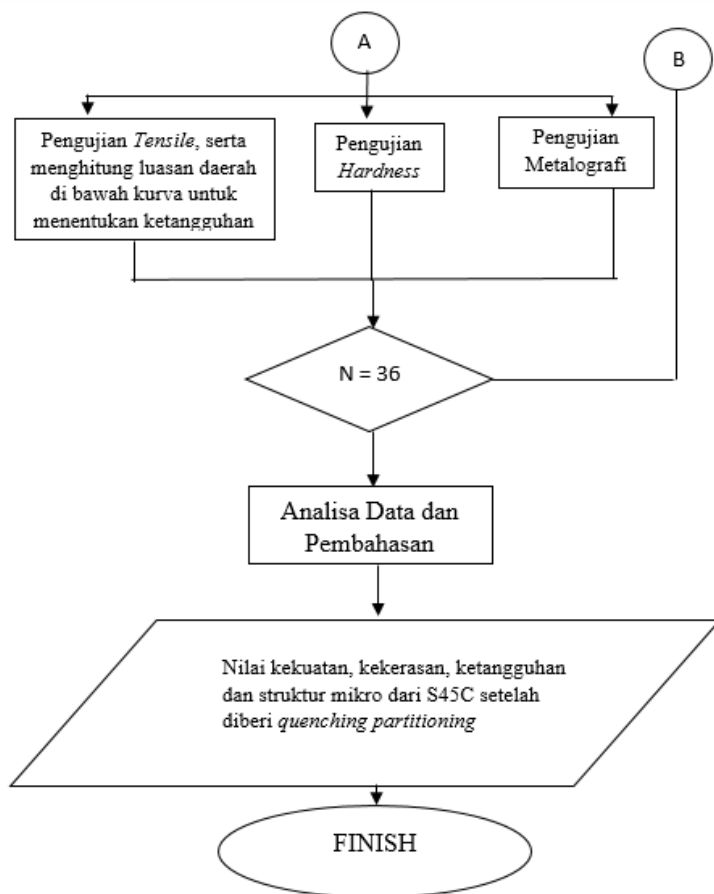 A
B
Pengujian Tensile, serta
menghitung luasan daerah
di bawah kurva untuk
menentukan ketangguhan
Pengujian
Hardness
Pengujian
Metalografi
N = 36
Analisa Data dan
Pembahasan
Nilai kekuatan, kekerasan, ketangguhan
dan struktur mikro dari S45C setelah
diberi quenching partitioning
FINISH